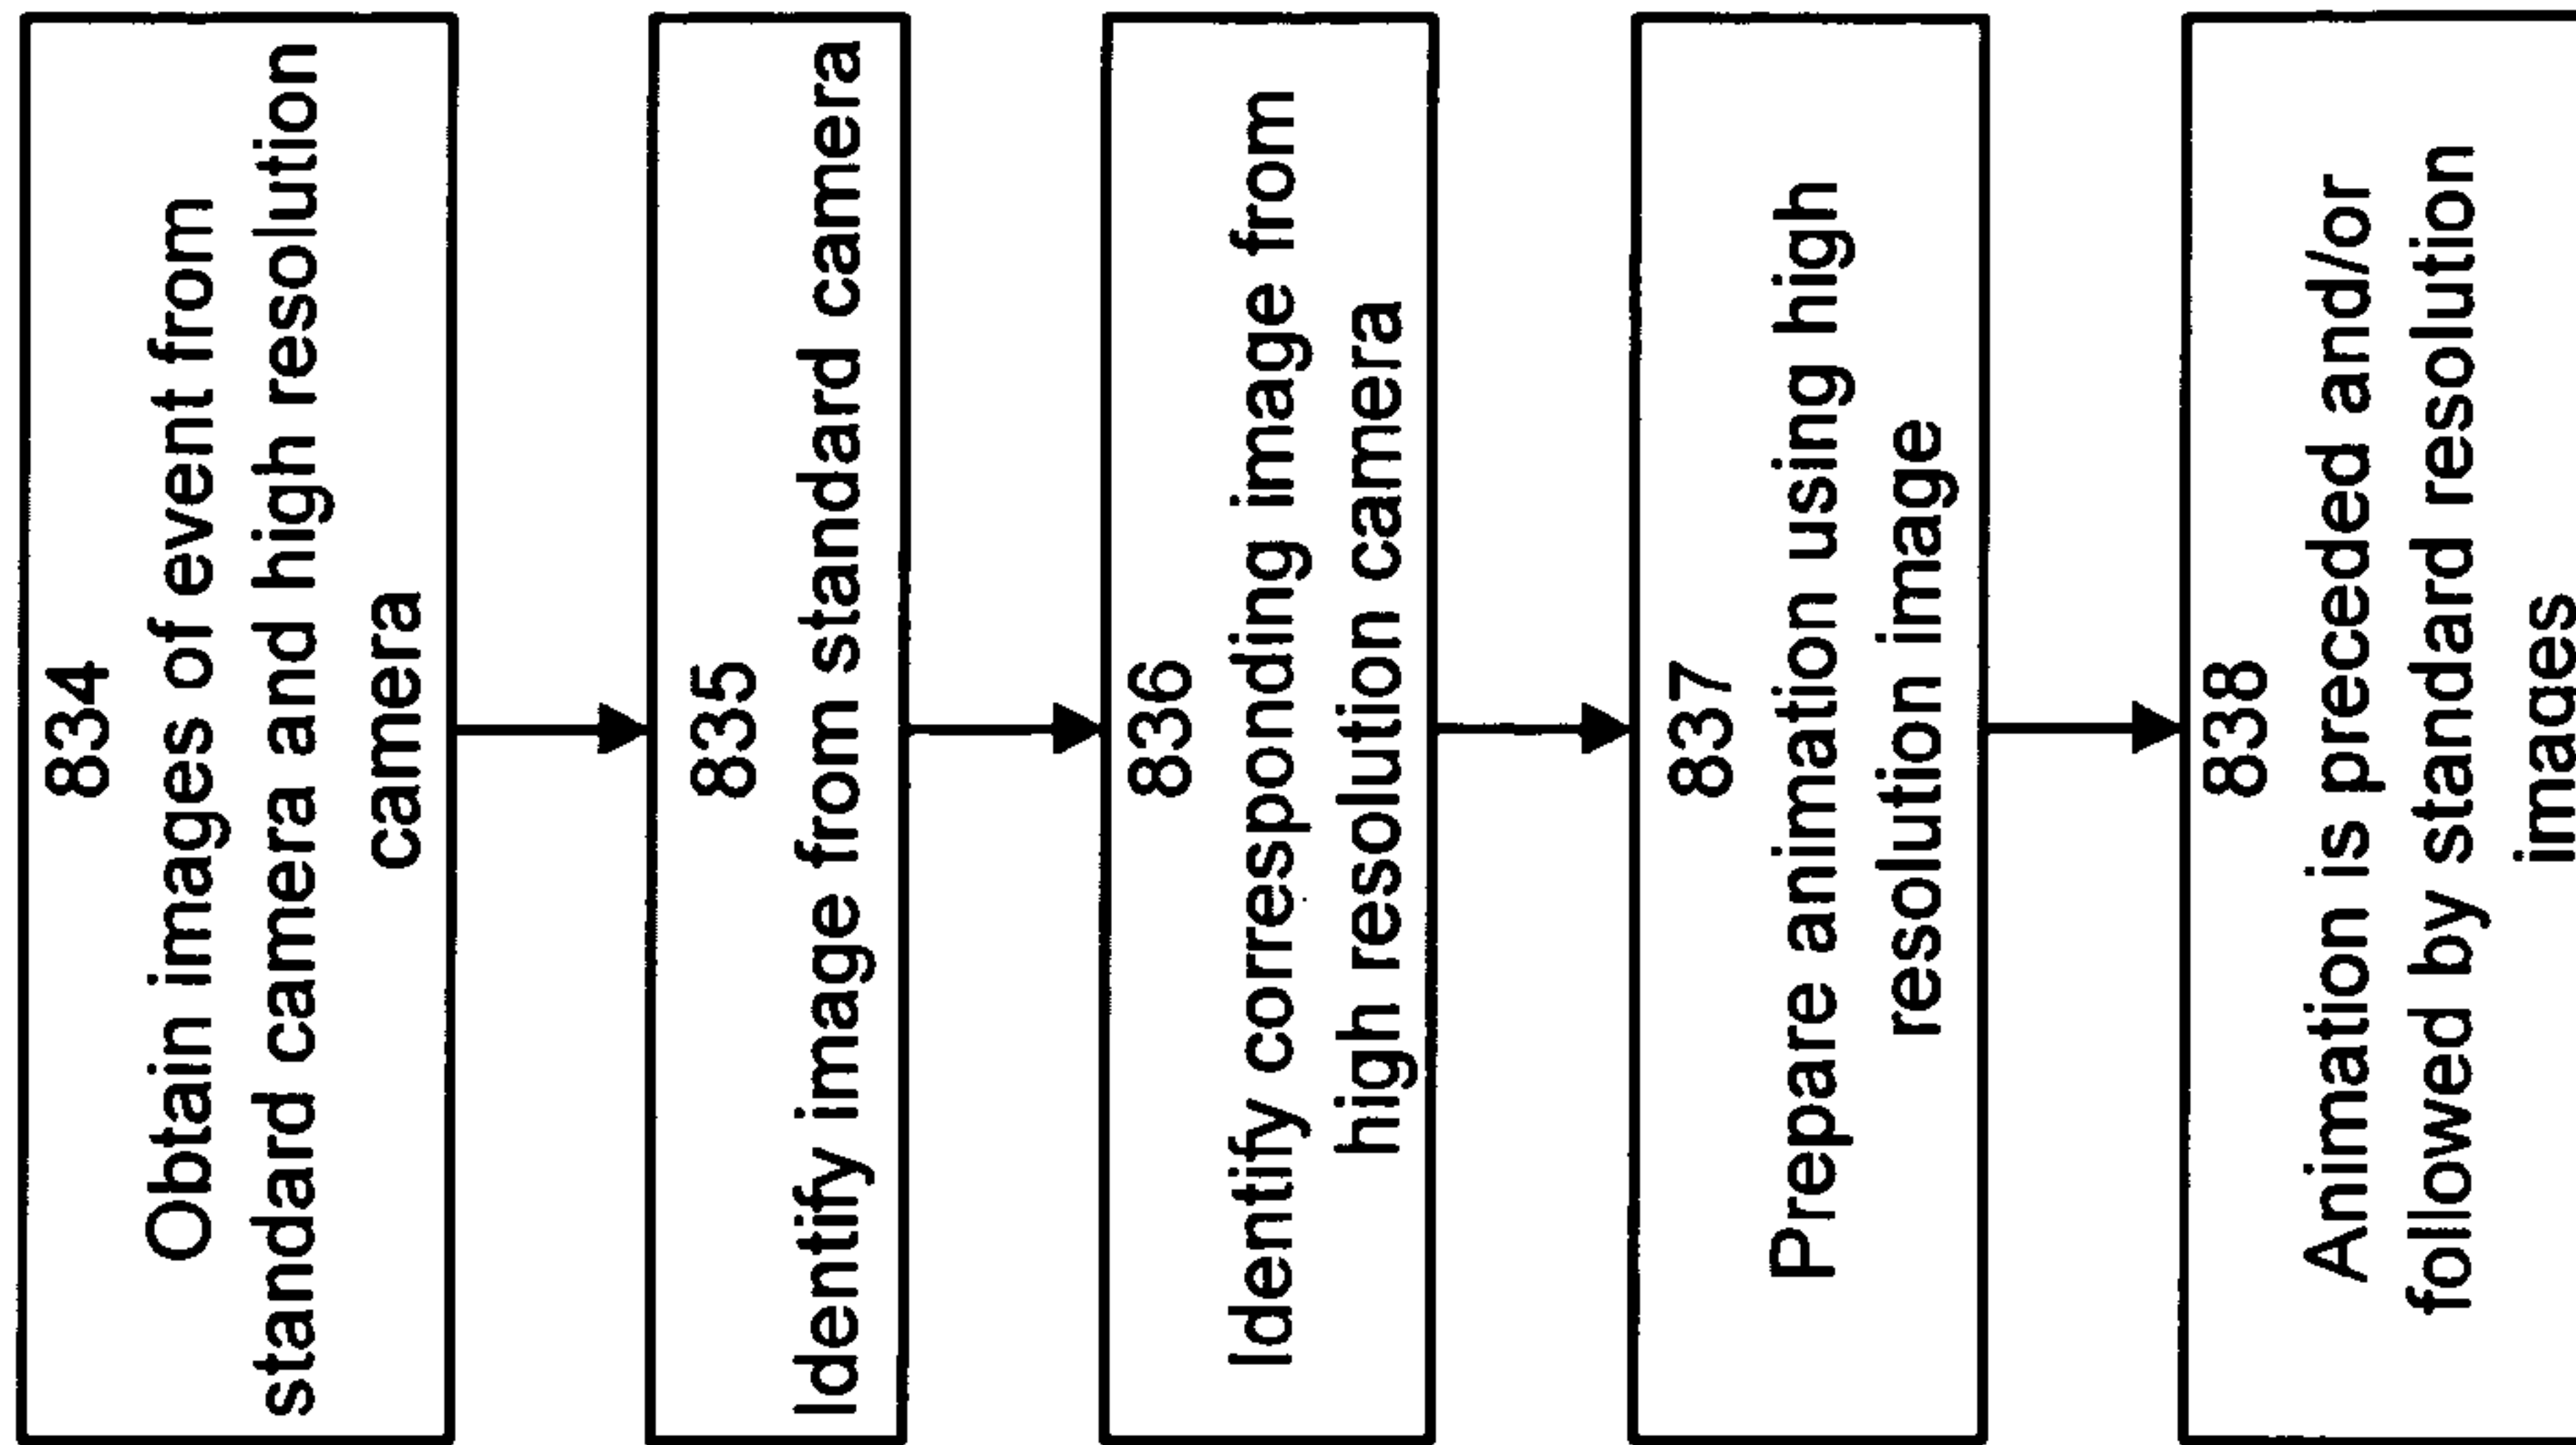 834
Obtain images of event from
standard camera and high resolution
camera
835
Identify image from standard camera
836
Identify corresponding image from
high resolution camera
837
Prepare animation using high
resolution image
838
Animation is preceded and/or
followed by standard resolution
images